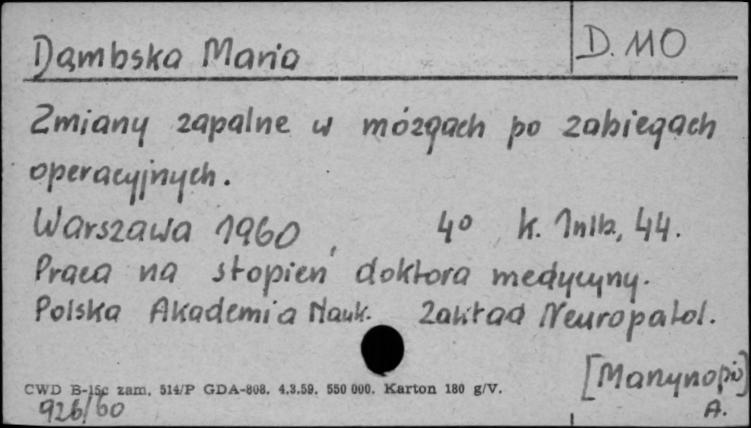 Dąmbska Maria
D. 110
Zmiany zapalne w mózgach po zabiegach
operacyjnych.
Warszawa 1960, 4° k. 1nlb, 44.
Praca na stopień doktora medycyny.
Polska Akademia Nauk. Zakład Neuropatol.
[Manynopis]
CWD B-15c zam. 514/P GDA-808. 4.3.59. 550 000. Karton 180 g/V.
926/60
A.